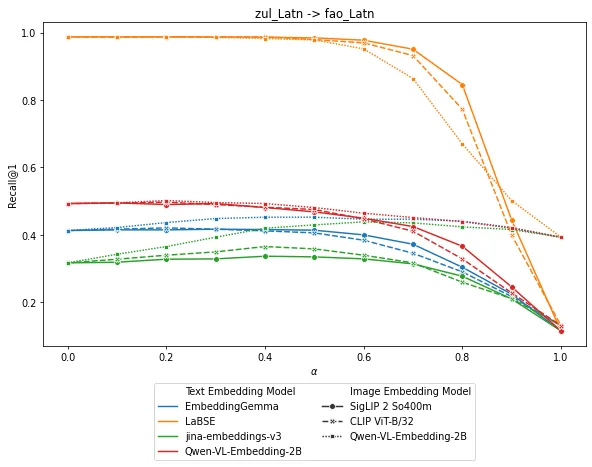 zul_Latn -> fao_Latn
Recall@1
1.0
0.8
0.6
0.4
0.2
0.0 0.2 0.4 0.6 0.8 1.0
α
Text Embedding Model Image Embedding Model
EmbeddingGemma SigLIP 2 So400m
LaBSE CLIP ViT-B/32
jina-embeddings-v3 Qwen-VL-Embedding-2B
Qwen-VL-Embedding-2B